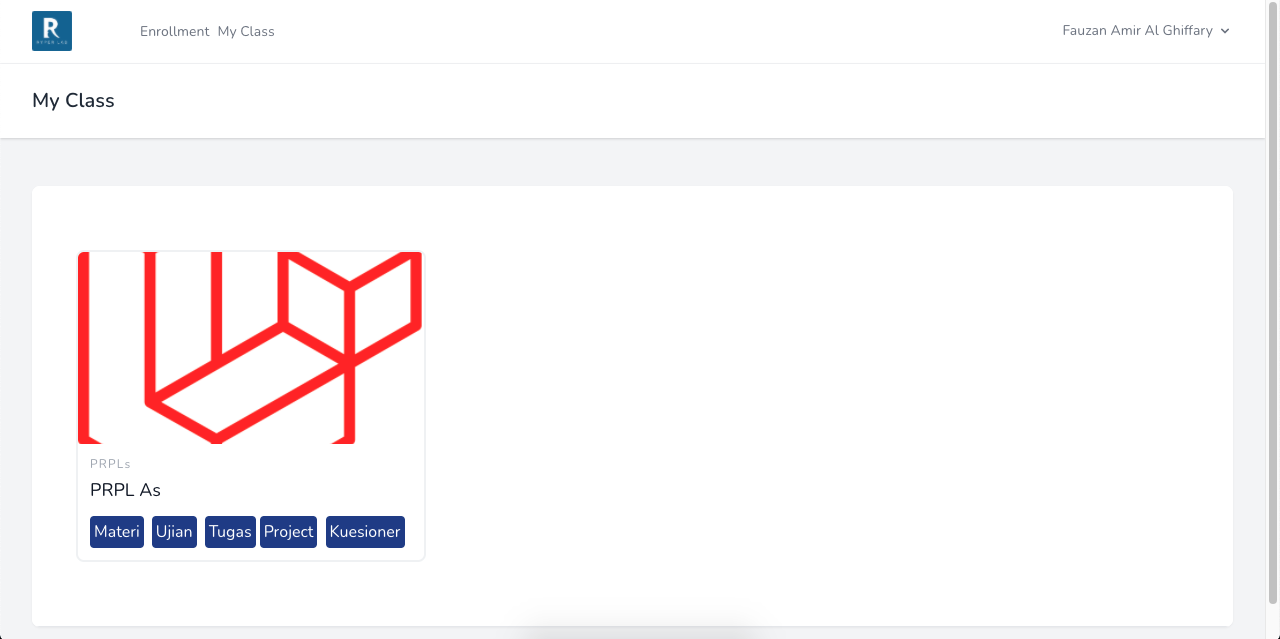 R
Enrollment My Class
Fauzan Amir Al Ghiffary
My Class
PRPLs
PRPL As
Materi Ujian Tugas Project Kuesioner